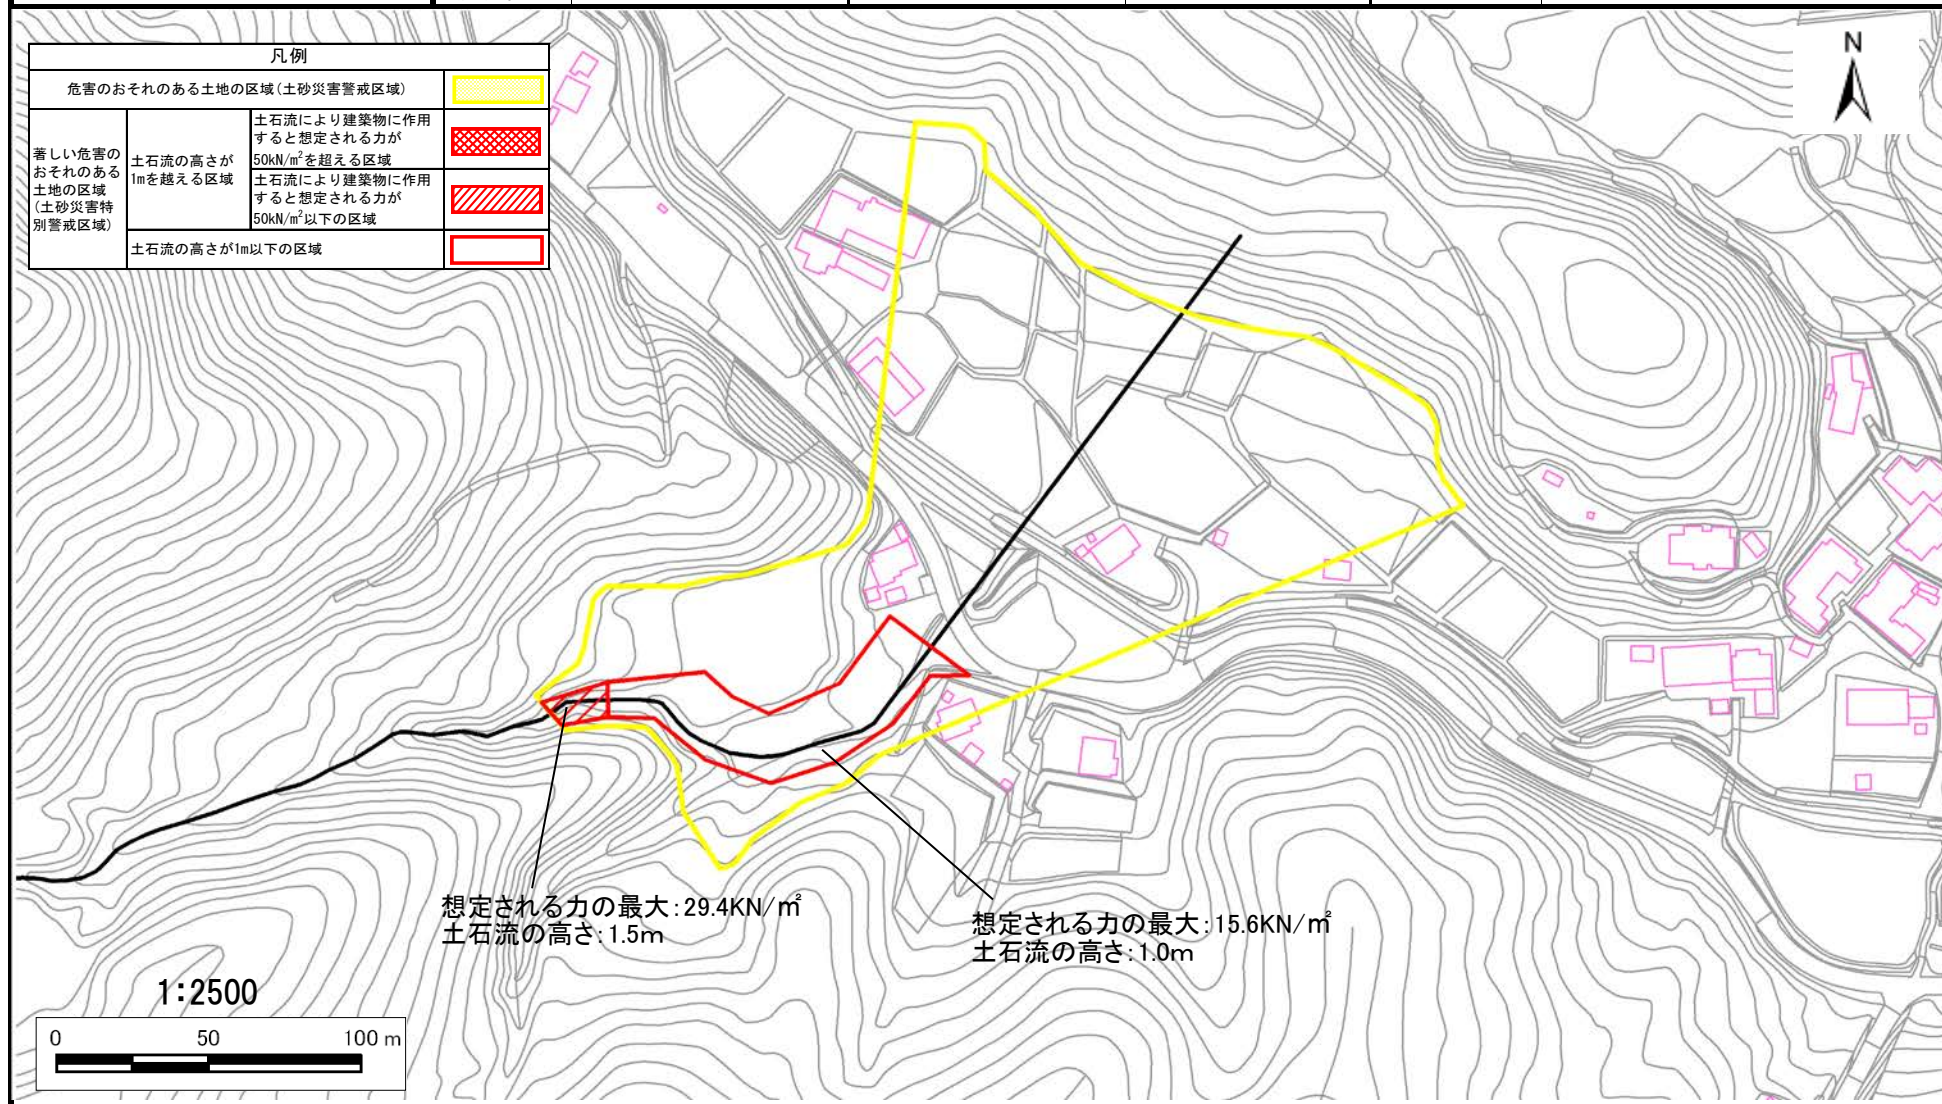 凡例
危害のおそれのある土地の区域(土砂災害警戒区域)
著しい危害の
おそれのある
土地の区域
(土砂災害特
別警戒区域)
土石流の高さが
1mを越える区域
土石流により建築物に作用
すると想定される力が
50kN/m²を超える区域
土石流により建築物に作用
すると想定される力が
50kN/m²以下の区域
土石流の高さが1m以下の区域
N
想定される力の最大:29.4KN/㎡
土石流の高さ:1.5m
想定される力の最大:15.6KN/㎡
土石流の高さ:1.0m
1:2500
0 50 100 m